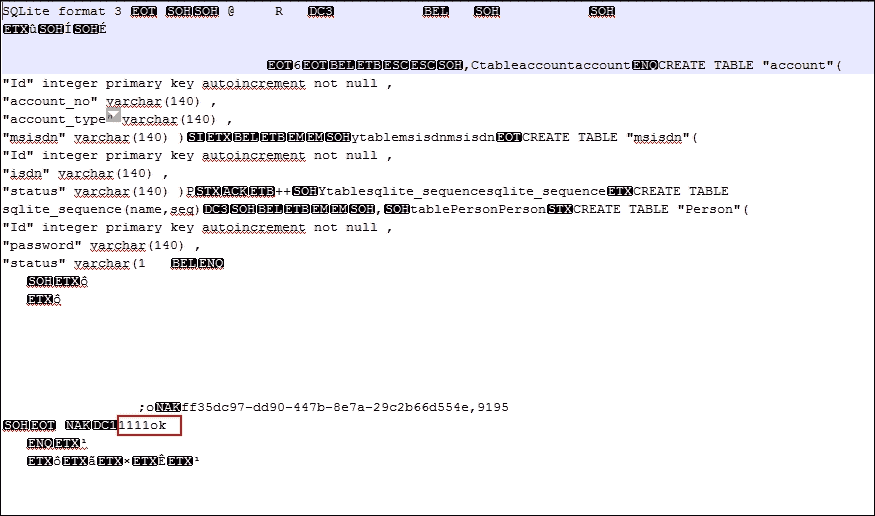 SQLite format 3 EOT SOHSOH @ R DC3 BEL SOH SOH
ETXûSOHÍSOHÉ
EOT6EOTBELETBESCESCSOH,CtableaccountaccountENQCREATE TABLE "account"(
"Id" integer primary key autoincrement not null ,
"account_no" varchar(140) ,
"account_type" varchar(140) ,
"msisdn" varchar(140) )SIETXBELETBEMEMSOHytablemsisdnmsisdnEOTCREATE TABLE "msisdn"(
"Id" integer primary key autoincrement not null ,
"isdn" varchar(140) ,
"status" varchar(140) )PSTXACKETB++SOHYtablesqlite_sequencesqlite_sequenceETXCREATE TABLE
sqlite_sequence(name,seq)DC3SOHBELETBEMEMSOH,SOHtablePersonPersonSTXCREATE TABLE "Person"(
"Id" integer primary key autoincrement not null ,
"password" varchar(140) ,
"status" varchar(1 BELENQ
SOHETXô
ETXô
;oNAKff35dc97-dd90-447b-8e7a-29c2b66d554e,9195
SOHEOT NAKDC11111ok
ENQETX¹
ETXôETXãETX×ETXÊETX¹